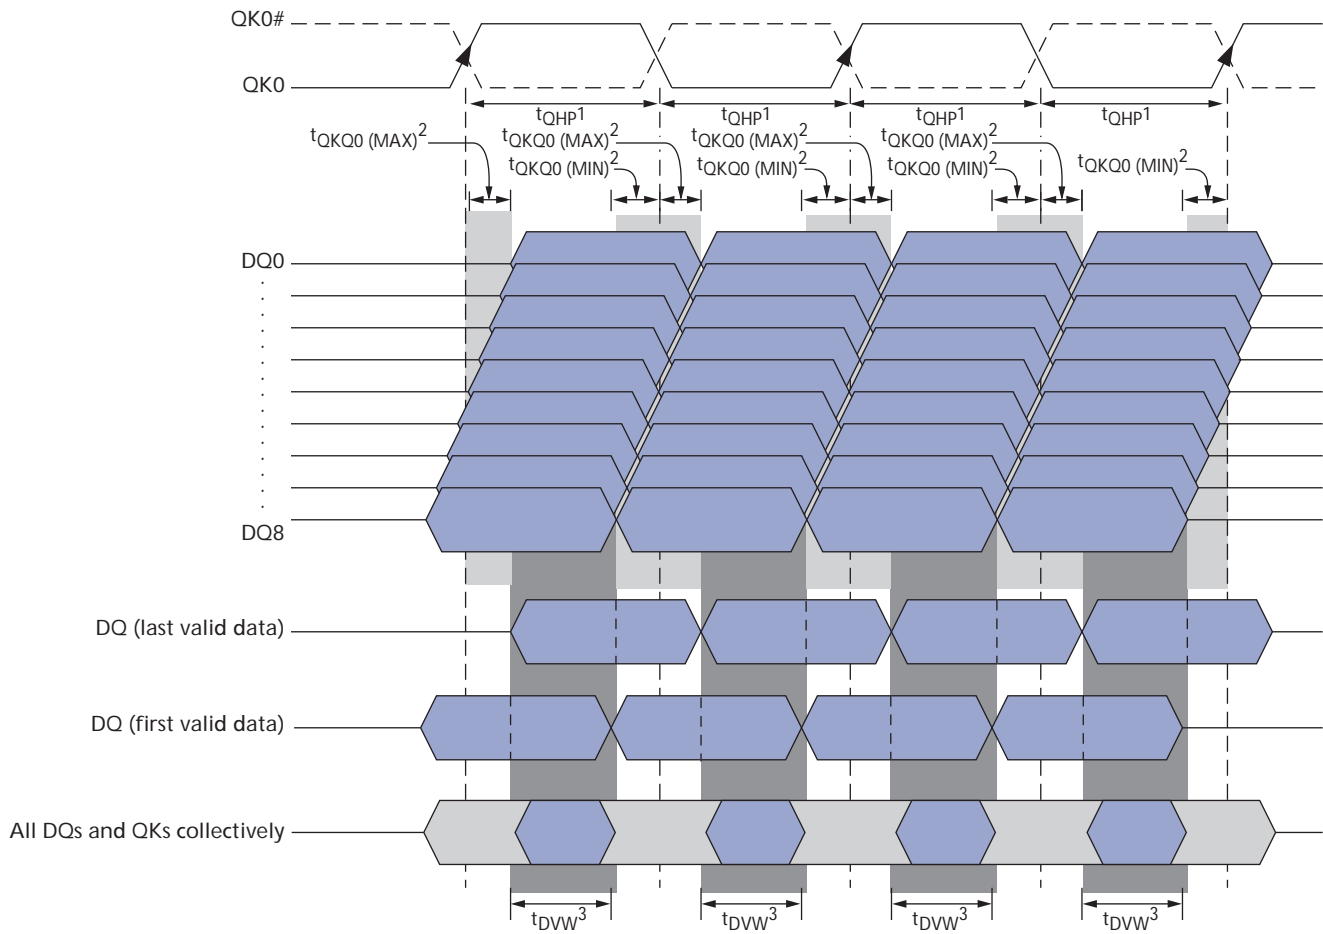 QK0#
QK0
tQHP1 tQHP1 tQHP1 tQHP1
tQKQ0 (MAX)2 tQKQ0 (MAX)2 tQKQ0 (MAX)2 tQKQ0 (MAX)2
tQKQ0 (MIN)2 tQKQ0 (MIN)2 tQKQ0 (MIN)2 tQKQ0 (MIN)2
DQ0
DQ8
DQ (last valid data)
DQ (first valid data)
All DQs and QKs collectively
tDVW3 tDVW3 tDVW3 tDVW3